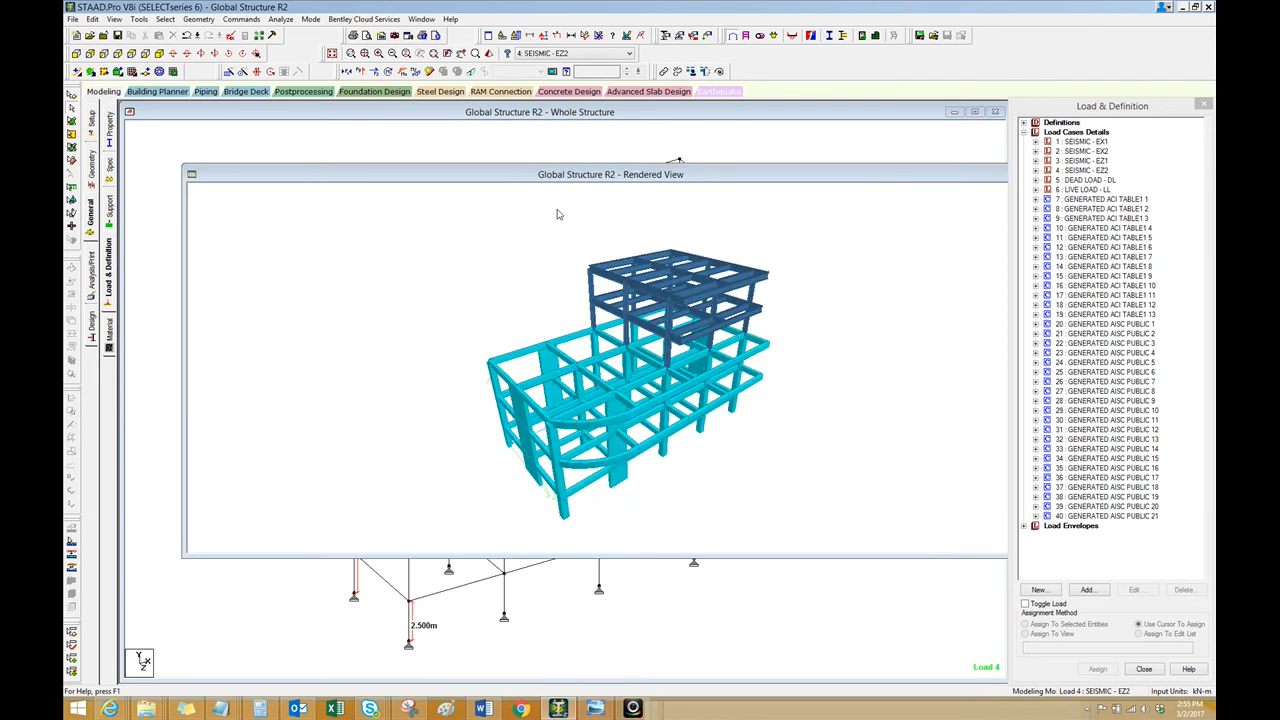 STAAD.Pro V8i (SELECTseries 6) - Global Structure R2
File Edit View Tools Select Geometry Commands Analyze Mode Bentley Cloud Services Window Help
4: SEISMIC - EZ2
Modeling Building Planner Piping Bridge Deck Postprocessing Foundation Design Steel Design RAM Connection Concrete Design Advanced Slab Design Earthquake
Global Structure R2 - Whole Structure
Global Structure R2 - Rendered View
Setup
Geometry
General
Analysis/Print
Design
Property
Spec
Support
Load & Definition
Material
2.500m
Y
X
Z
Load 4
Load & Definition
Definitions
Load Cases Details
1 : SEISMIC - EX1
2 : SEISMIC - EX2
3 : SEISMIC - EZ1
4 : SEISMIC - EZ2
5 : DEAD LOAD - DL
6 : LIVE LOAD - LL
7 : GENERATED ACI TABLE1 1
8 : GENERATED ACI TABLE1 2
9 : GENERATED ACI TABLE1 3
10 : GENERATED ACI TABLE1 4
11 : GENERATED ACI TABLE1 5
12 : GENERATED ACI TABLE1 6
13 : GENERATED ACI TABLE1 7
14 : GENERATED ACI TABLE1 8
15 : GENERATED ACI TABLE1 9
16 : GENERATED ACI TABLE1 10
17 : GENERATED ACI TABLE1 11
18 : GENERATED ACI TABLE1 12
19 : GENERATED ACI TABLE1 13
20 : GENERATED AISC PUBLIC 1
21 : GENERATED AISC PUBLIC 2
22 : GENERATED AISC PUBLIC 3
23 : GENERATED AISC PUBLIC 4
24 : GENERATED AISC PUBLIC 5
25 : GENERATED AISC PUBLIC 6
26 : GENERATED AISC PUBLIC 7
27 : GENERATED AISC PUBLIC 8
28 : GENERATED AISC PUBLIC 9
29 : GENERATED AISC PUBLIC 10
30 : GENERATED AISC PUBLIC 11
31 : GENERATED AISC PUBLIC 12
32 : GENERATED AISC PUBLIC 13
33 : GENERATED AISC PUBLIC 14
34 : GENERATED AISC PUBLIC 15
35 : GENERATED AISC PUBLIC 16
36 : GENERATED AISC PUBLIC 17
37 : GENERATED AISC PUBLIC 18
38 : GENERATED AISC PUBLIC 19
39 : GENERATED AISC PUBLIC 20
40 : GENERATED AISC PUBLIC 21
Load Envelopes
New... Add... Edit ... Delete...
Toggle Load
Assignment Method
Assign To Selected Entities Use Cursor To Assign
Assign To View Assign To Edit List
Assign Close Help
For Help, press F1
Modeling Mo Load 4 : SEISMIC - EZ2 Input Units: kN-m
2:55 PM
3/2/2017